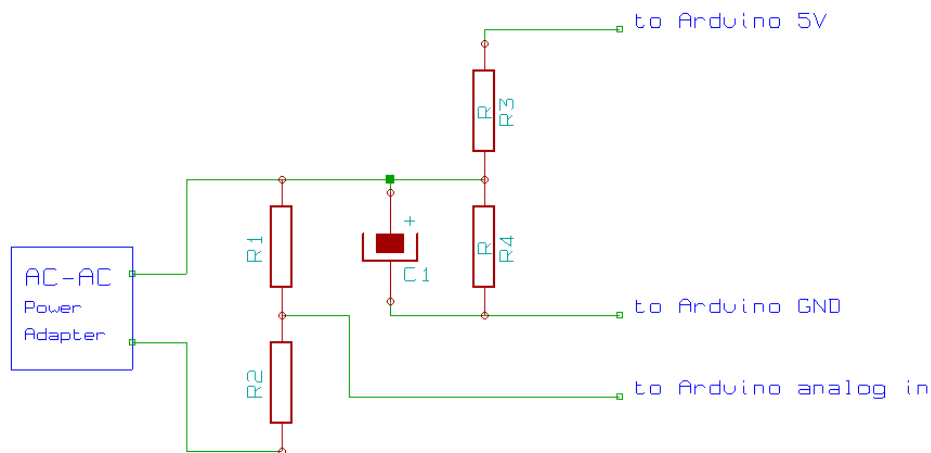 to Arduino 5V
R
R3
R1
+
C1
R
R4
AC-AC
Power
Adapter
to Arduino GND
R2
to Arduino analog in